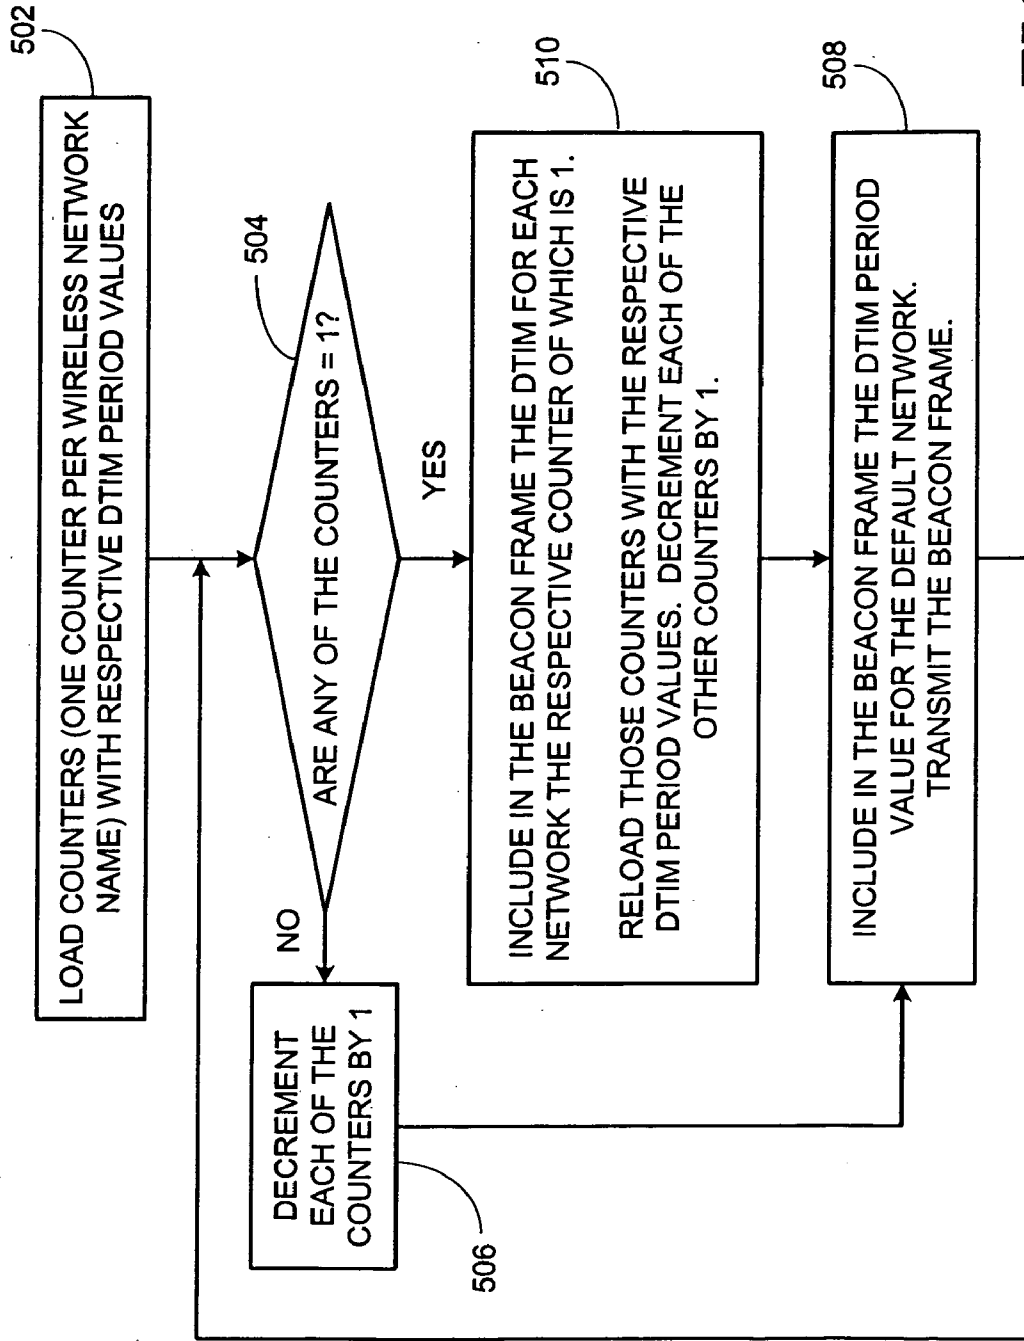 502
LOAD COUNTERS (ONE COUNTER PER WIRELESS NETWORK
NAME) WITH RESPECTIVE DTIM PERIOD VALUES
504
ARE ANY OF THE COUNTERS = 1?
NO
YES
DECREMENT
EACH OF THE
COUNTERS BY 1
506
510
INCLUDE IN THE BEACON FRAME THE DTIM FOR EACH
NETWORK THE RESPECTIVE COUNTER OF WHICH IS 1.
RELOAD THOSE COUNTERS WITH THE RESPECTIVE
DTIM PERIOD VALUES. DECREMENT EACH OF THE
OTHER COUNTERS BY 1.
508
INCLUDE IN THE BEACON FRAME THE DTIM PERIOD
VALUE FOR THE DEFAULT NETWORK.
TRANSMIT THE BEACON FRAME.